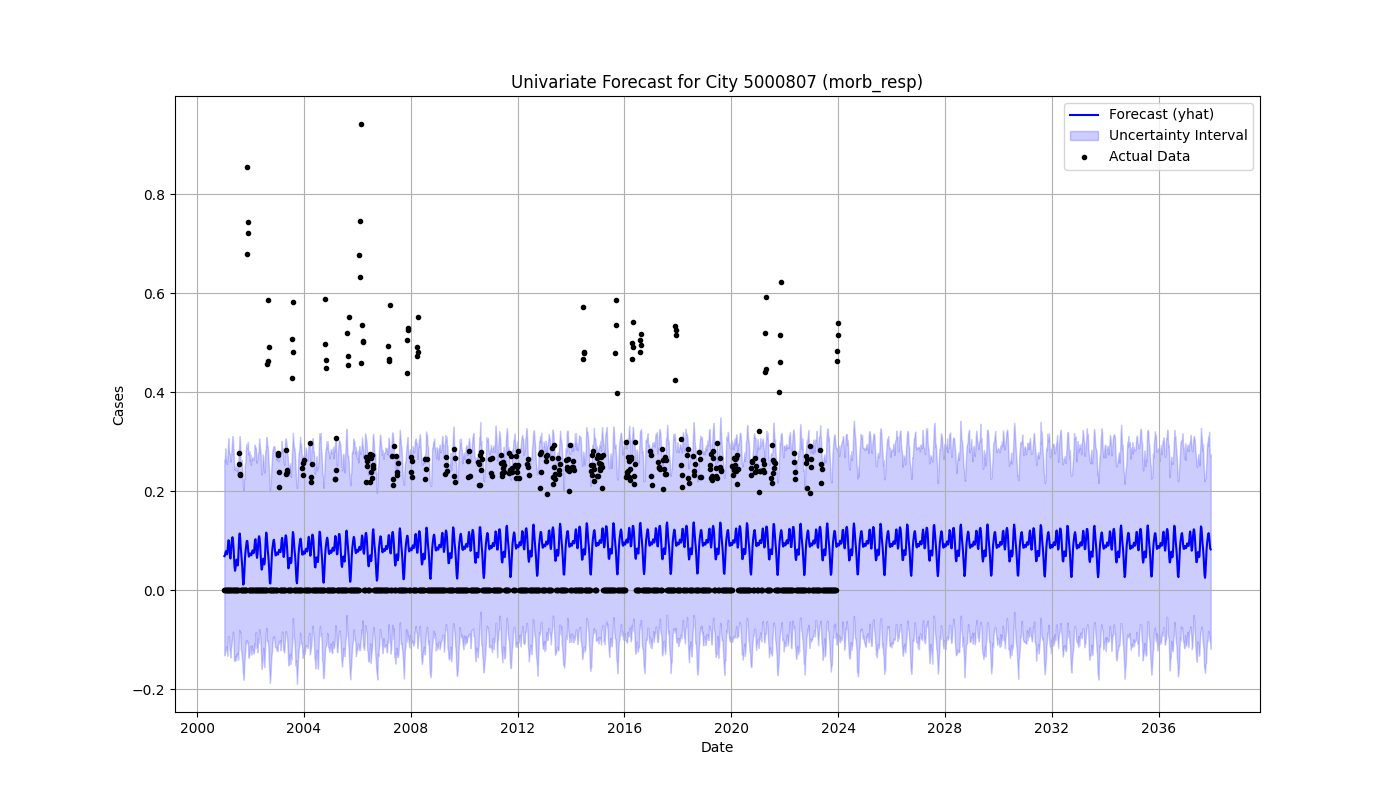 Univariate Forecast for City 5000807 (morb_resp)
Forecast (yhat)
Uncertainty Interval
Actual Data
Cases
0.8
0.6
0.4
0.2
0.0
−0.2
2000 2004 2008 2012 2016 2020 2024 2028 2032 2036
Date